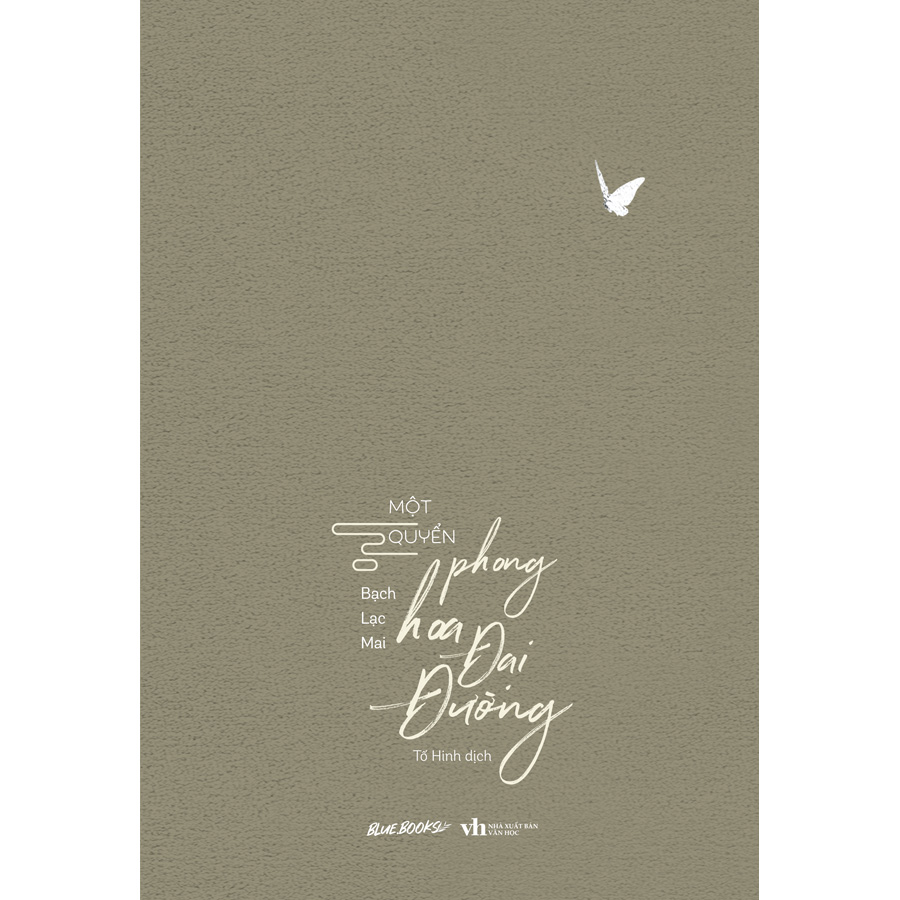 MỘT
QUYỂN
phong
hoa
Đại
Đường
Bạch
Lạc
Mai
Tố Hinh dịch
BLUE.BOOKS
vh NHÀ XUẤT BẢN
VĂN HỌC